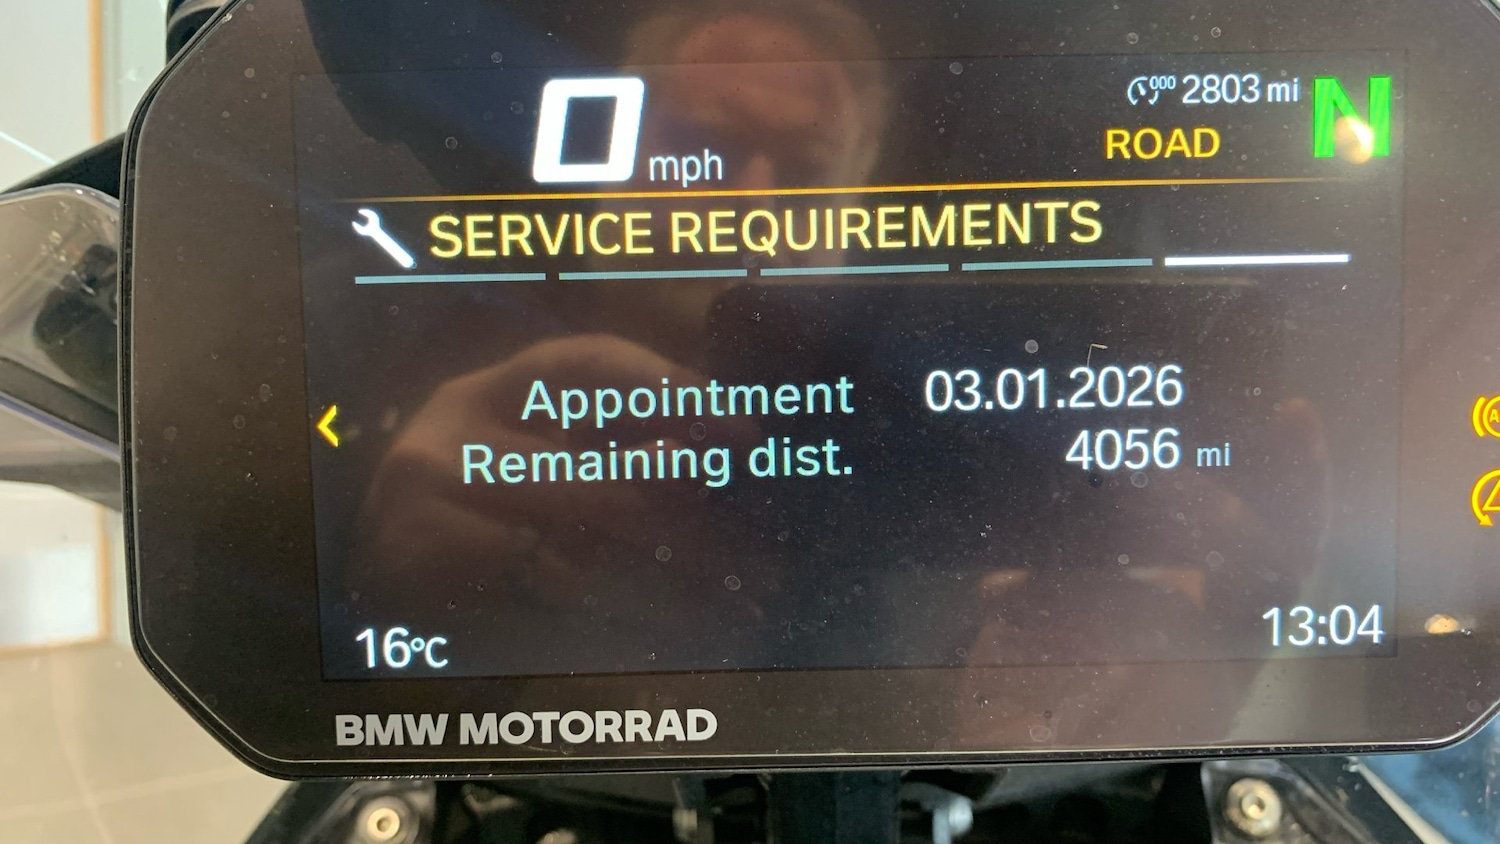 0 mph
000 2803 mi
N
ROAD
SERVICE REQUIREMENTS
Appointment 03.01.2026
Remaining dist. 4056 mi
16°C
13:04
BMW MOTORRAD